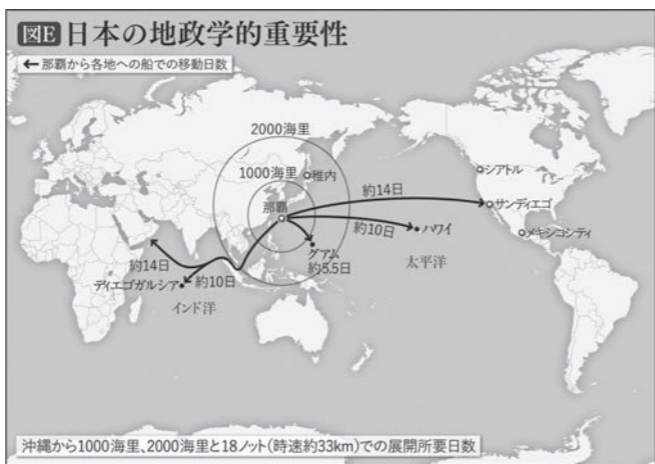 図E 日本の地政学的重要性
← 那覇から各地への船での移動日数
2000海里
1000海里
稚内
那覇
約14日
約10日
グアム
約5.5日
ハワイ
太平洋
シアトル
サンディエゴ
メキシコシティ
約14日
約10日
ディエゴガルシア
インド洋
沖縄から1000海里、2000海里と18ノット(時速約33km)での展開所要日数